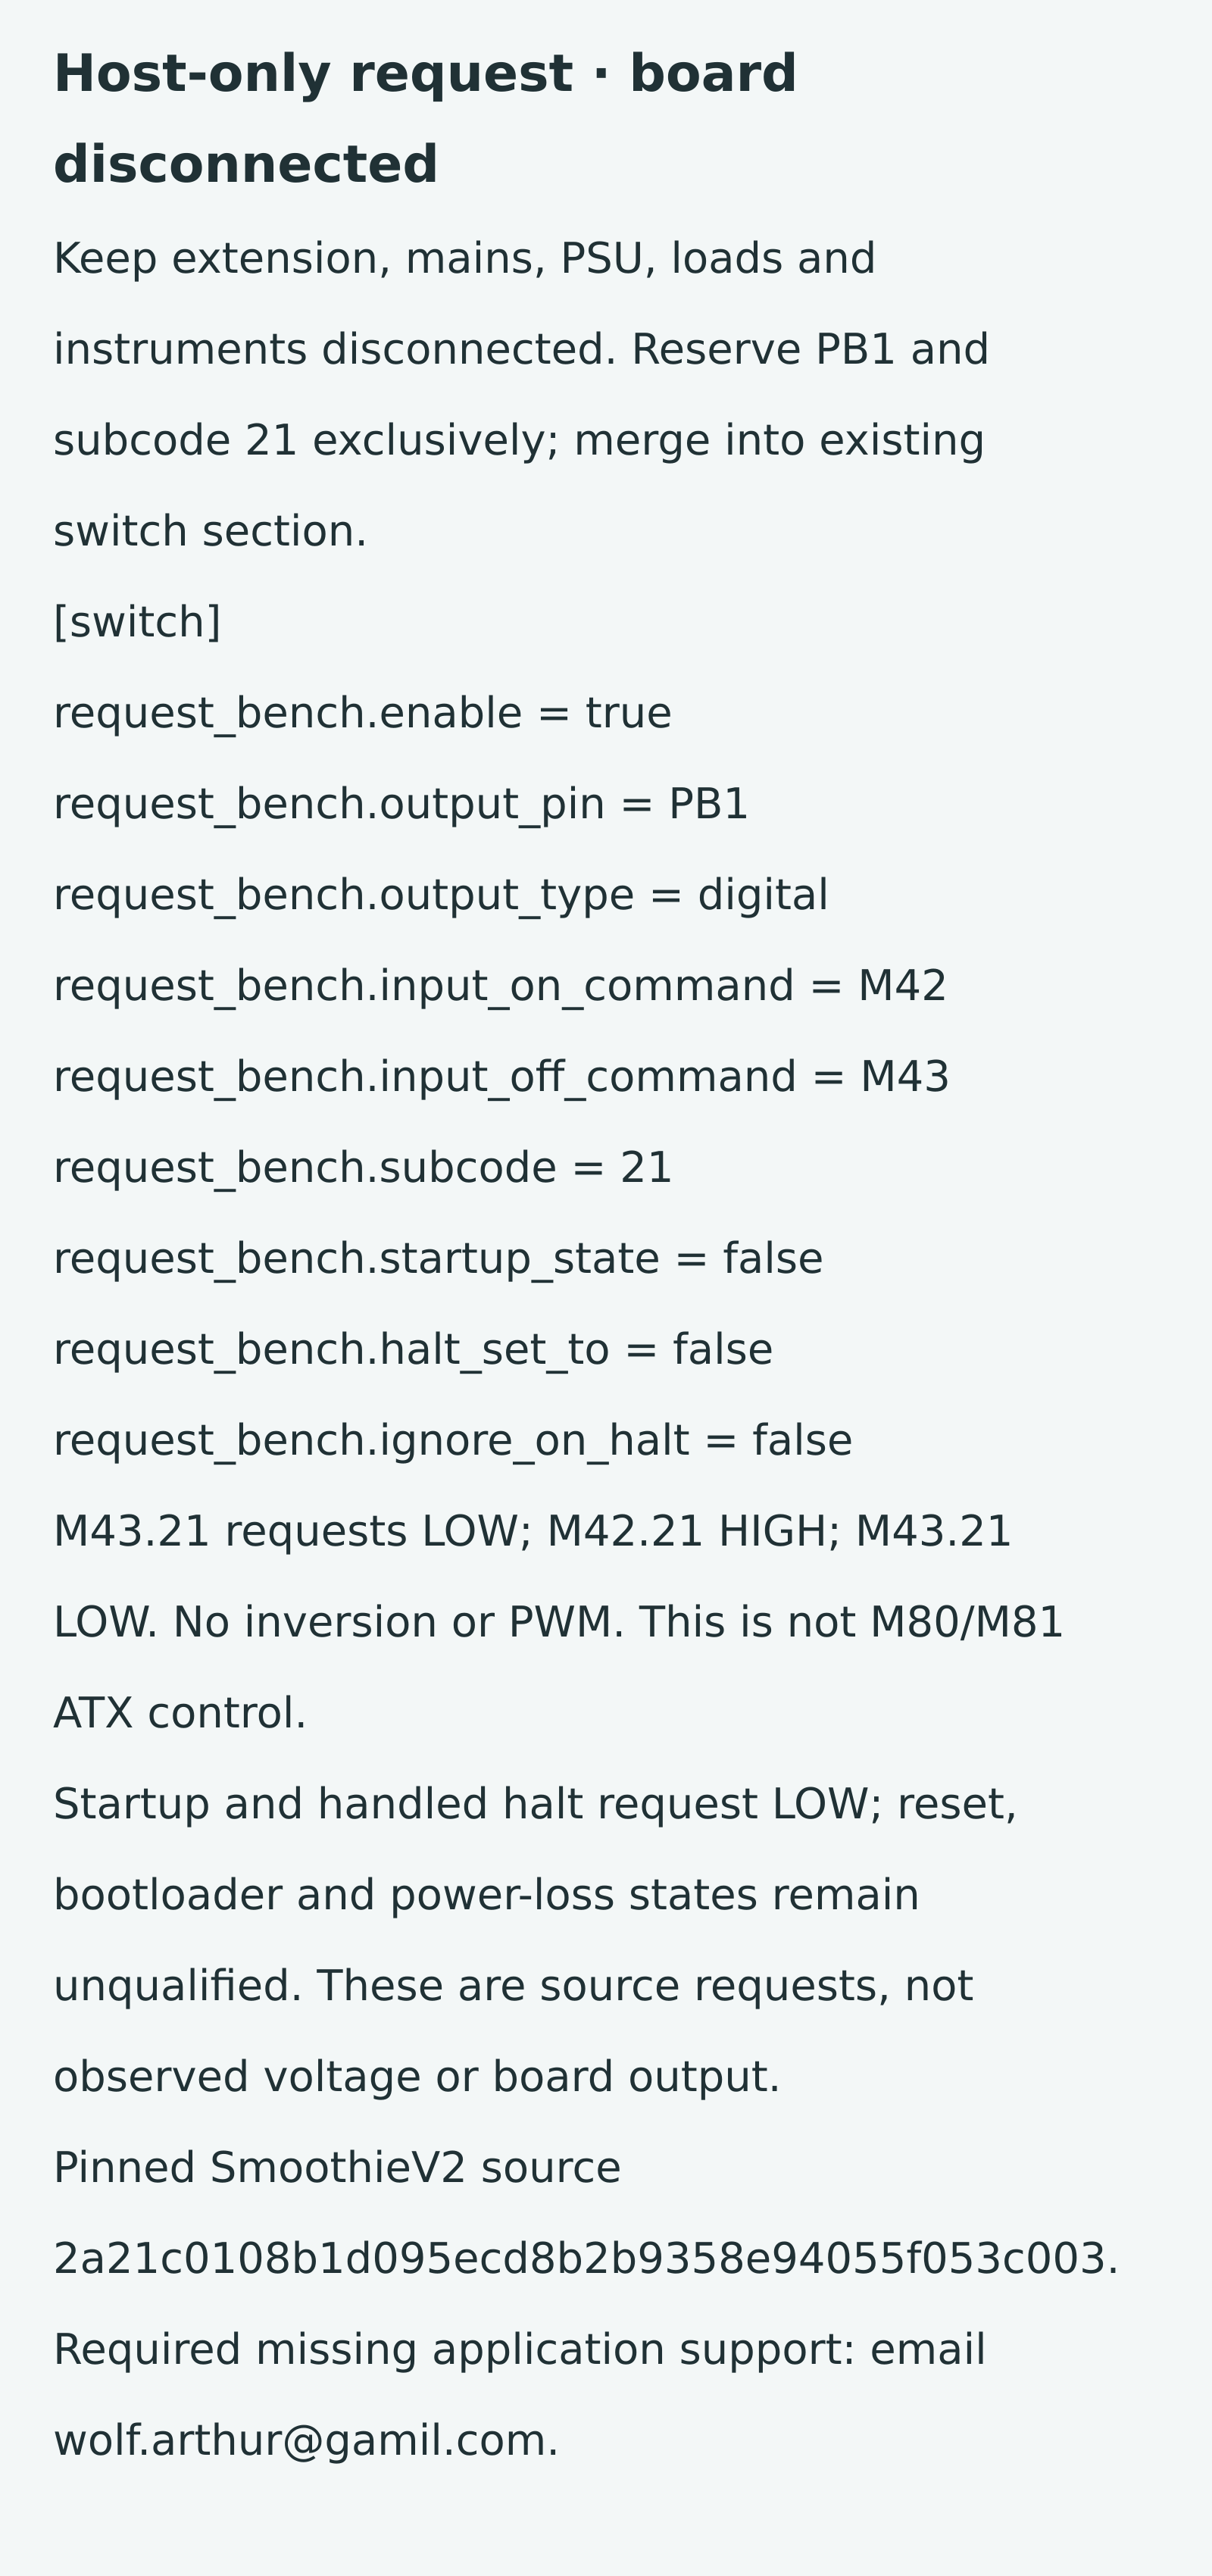 Host-only request · board
disconnected
Keep extension, mains, PSU, loads and
instruments disconnected. Reserve PB1 and
subcode 21 exclusively; merge into existing
switch section.
[switch]
request_bench.enable = true
request_bench.output_pin = PB1
request_bench.output_type = digital
request_bench.input_on_command = M42
request_bench.input_off_command = M43
request_bench.subcode = 21
request_bench.startup_state = false
request_bench.halt_set_to = false
request_bench.ignore_on_halt = false
M43.21 requests LOW; M42.21 HIGH; M43.21
LOW. No inversion or PWM. This is not M80/M81
ATX control.
Startup and handled halt request LOW; reset,
bootloader and power-loss states remain
unqualified. These are source requests, not
observed voltage or board output.
Pinned SmoothieV2 source
2a21c0108b1d095ecd8b2b9358e94055f053c003.
Required missing application support: email
wolf.arthur@gamil.com.